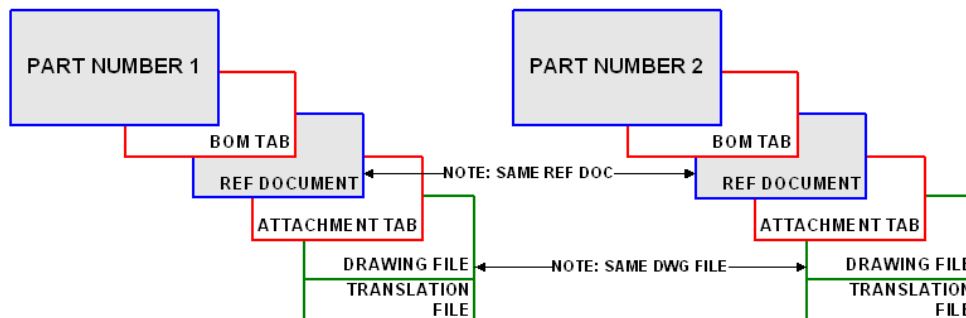 PART NUMBER 1
BOM TAB
REF DOCUMENT
ATTACHMENT TAB
DRAWING FILE
TRANSLATION
FILE
NOTE: SAME REF DOC
NOTE: SAME DWG FILE
PART NUMBER 2
BOM TAB
REF DOCUMENT
ATTACHMENT TAB
DRAWING FILE
TRANSLATION
FILE